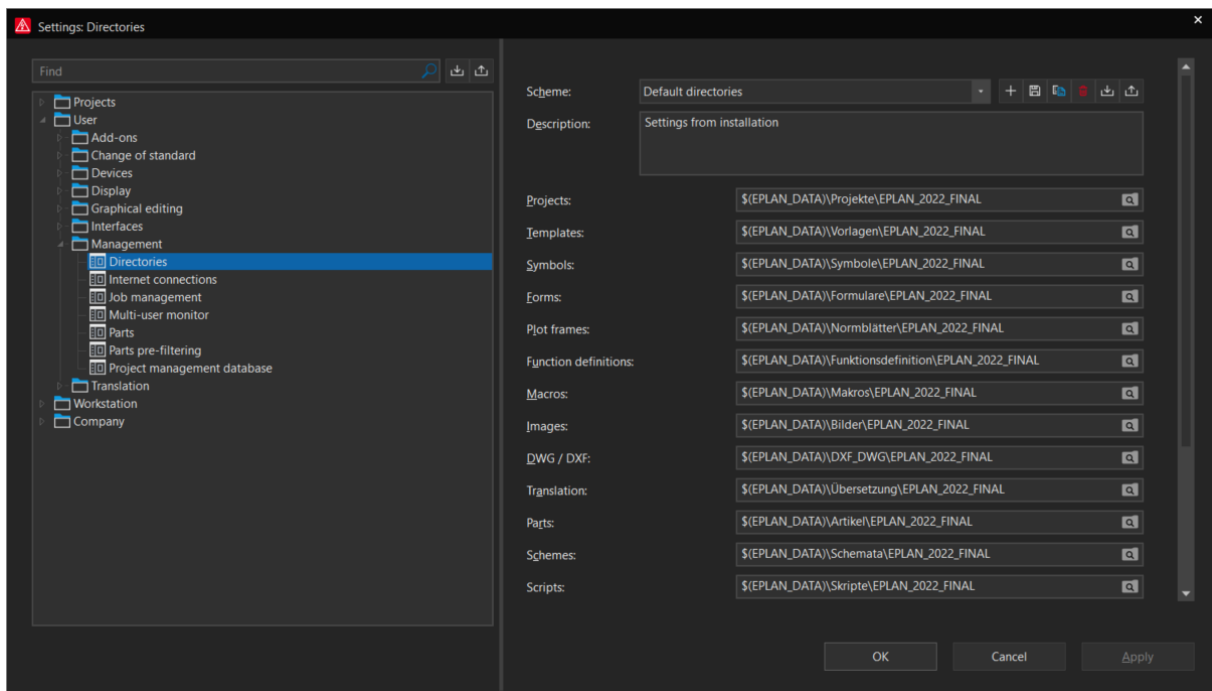 Settings: Directories
Find
Projects
User
Add-ons
Change of standard
Devices
Display
Graphical editing
Interfaces
Management
Directories
Internet connections
Job management
Multi-user monitor
Parts
Parts pre-filtering
Project management database
Translation
Workstation
Company
Scheme: Default directories
Description: Settings from installation
Projects: $(EPLAN_DATA)\Projekte\EPLAN_2022_FINAL
Templates: $(EPLAN_DATA)\Vorlagen\EPLAN_2022_FINAL
Symbols: $(EPLAN_DATA)\Symbole\EPLAN_2022_FINAL
Forms: $(EPLAN_DATA)\Formulare\EPLAN_2022_FINAL
Plot frames: $(EPLAN_DATA)\Normblätter\EPLAN_2022_FINAL
Function definitions: $(EPLAN_DATA)\Funktionsdefinition\EPLAN_2022_FINAL
Macros: $(EPLAN_DATA)\Makros\EPLAN_2022_FINAL
Images: $(EPLAN_DATA)\Bilder\EPLAN_2022_FINAL
DWG / DXF: $(EPLAN_DATA)\DXF_DWG\EPLAN_2022_FINAL
Translation: $(EPLAN_DATA)\Übersetzung\EPLAN_2022_FINAL
Parts: $(EPLAN_DATA)\Artikel\EPLAN_2022_FINAL
Schemes: $(EPLAN_DATA)\Schemata\EPLAN_2022_FINAL
Scripts: $(EPLAN_DATA)\Skripte\EPLAN_2022_FINAL
OK Cancel Apply